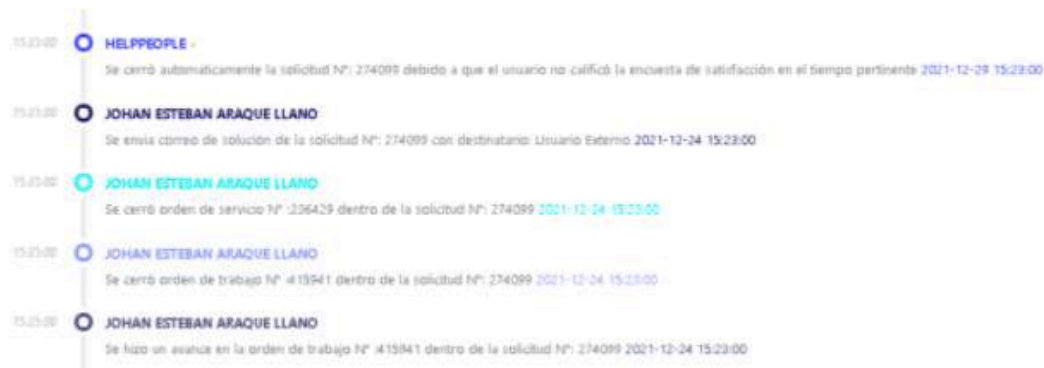 15:23:00
HELPPEOPLE -
Se cerró automaticamente la solicitud N°: 274099 debido a que el usuario no calificó la encuesta de satisfacción en el tiempo pertinente 2021-12-29 15:23:00
15:23:00
JOHAN ESTEBAN ARAQUE LLANO
Se envia correo de solución de la solicitud N°: 274099 con destinatario: Usuario Externo 2021-12-24 15:23:00
15:23:00
JOHAN ESTEBAN ARAQUE LLANO
Se cerró orden de servicio N° :236429 dentro de la solicitud N°: 274099 2021-12-24 15:23:00
15:23:00
JOHAN ESTEBAN ARAQUE LLANO
Se cerró orden de trabajo N° :415941 dentro de la solicitud N°: 274099 2021-12-24 15:23:00
15:23:00
JOHAN ESTEBAN ARAQUE LLANO
Se hizo un avance en la orden de trabajo N° :415941 dentro de la solicitud N°: 274099 2021-12-24 15:23:00